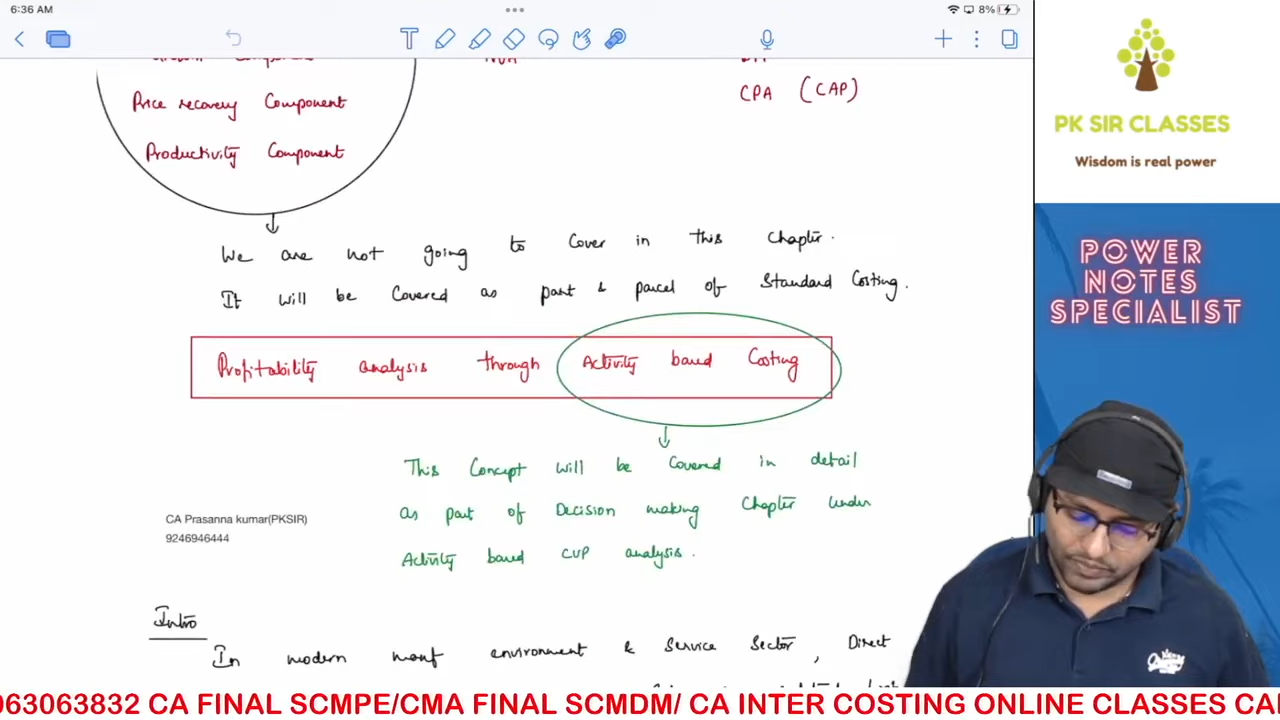 6:36 AM
8%
Price recovery Component
Productivity Component
CPA (CAP)
We are not going to Cover in this Chapter.
It will be Covered as part & parcel of Standard Costing.
Profitability analysis through Activity based Costing
This Concept will be Covered in detail
as part of Decision making Chapter under
Activity based CVP analysis.
CA Prasanna kumar(PKSIR)
9246946444
Intro
In modern manf environment & Service Sector, Direct
PK SIR CLASSES
Wisdom is real power
POWER
NOTES
SPECIALIST
063063832 CA FINAL SCMPE/CMA FINAL SCMDM/ CA INTER COSTING ONLINE CLASSES CA